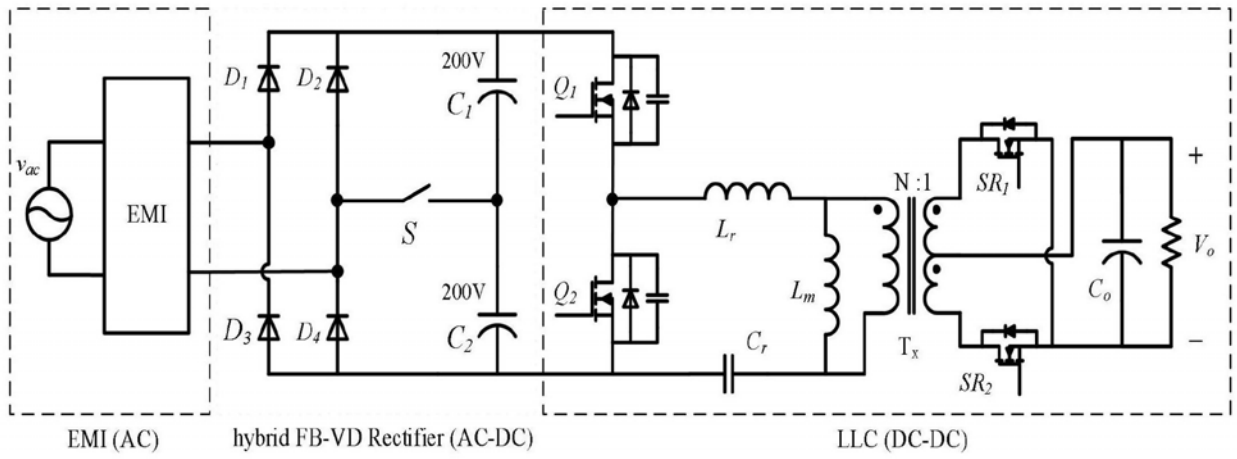 v_ac
EMI
D1
D2
D3
D4
S
200V
C1
200V
C2
Q1
Q2
Lr
Lm
Cr
N :1
Tx
SR1
SR2
Co
+
Vo
−
EMI (AC)
hybrid FB-VD Rectifier (AC-DC)
LLC (DC-DC)